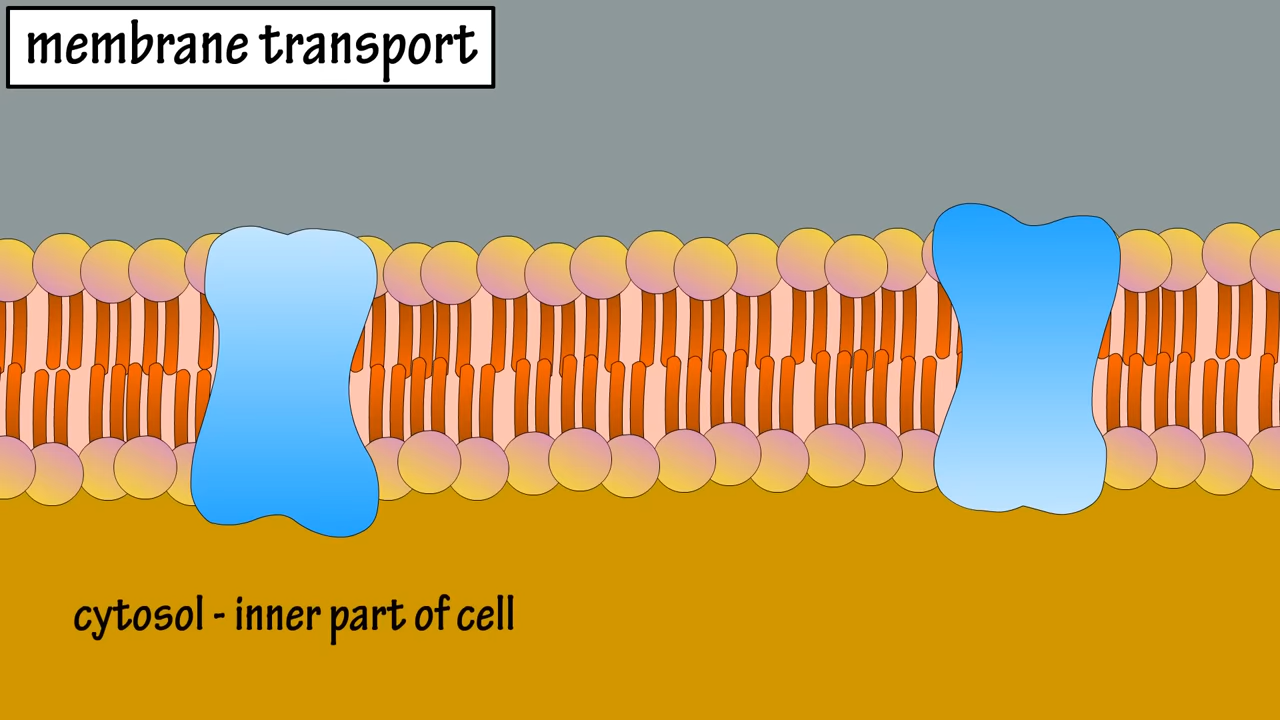 membrane transport
cytosol - inner part of cell